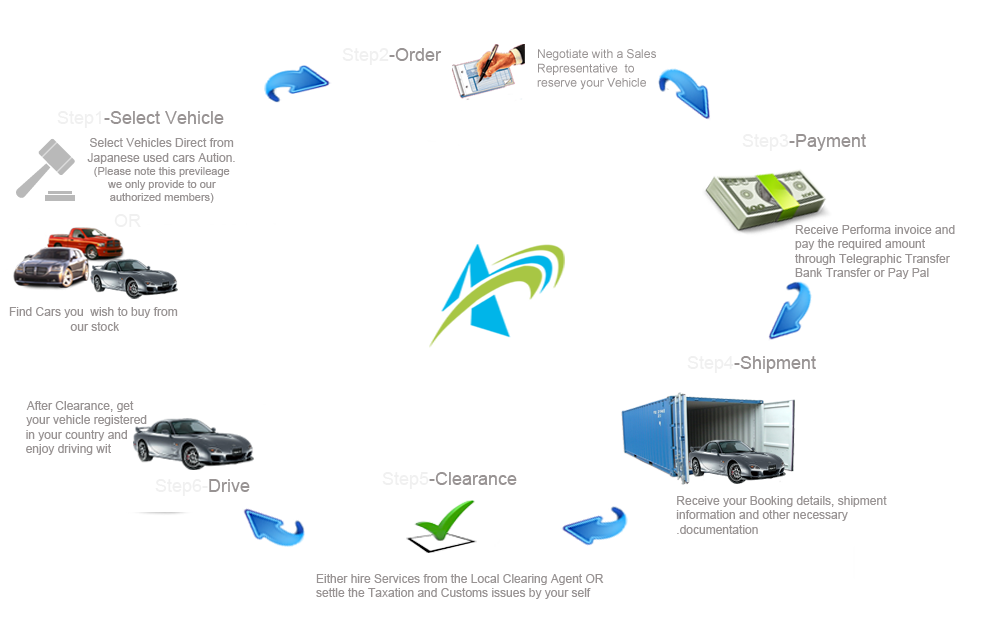 Step1-Select Vehicle
Select Vehicles Direct from
Japanese used cars Aution.
(Please note this previleage
we only provide to our
authorized members)
OR
Find Cars you  wish to buy from
our stock
Step2-Order
Negotiate with a Sales
Representative  to
reserve your Vehicle
Step3-Payment
Receive Performa invoice and
pay the required amount
through Telegraphic Transfer
Bank Transfer or Pay Pal
Step4-Shipment
Receive your Booking details, shipment
information and other necessary
.documentation
Step5-Clearance
Either hire Services from the Local Clearing Agent OR
settle the Taxation and Customs issues by your self
After Clearance, get
your vehicle registered
in your country and
enjoy driving wit
Step6-Drive